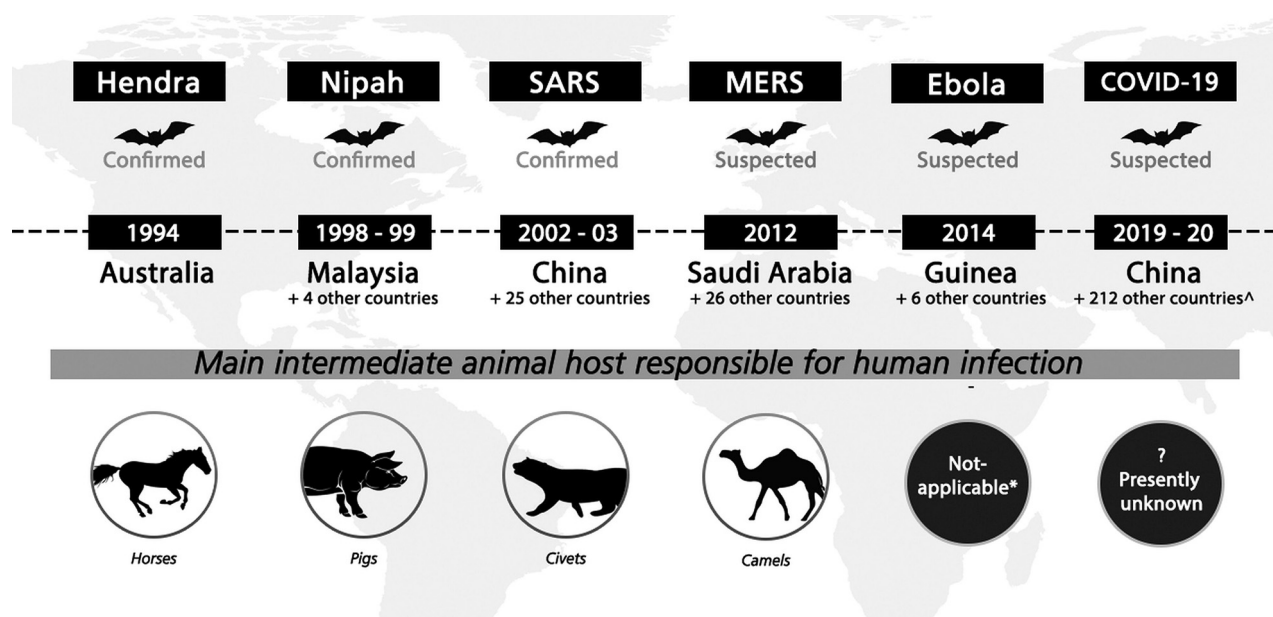 Hendra Nipah SARS MERS Ebola COVID-19
Confirmed Confirmed Confirmed Suspected Suspected Suspected
1994 1998 - 99 2002 - 03 2012 2014 2019 - 20
Australia Malaysia China Saudi Arabia Guinea China
+ 4 other countries + 25 other countries + 26 other countries + 6 other countries + 212 other countries^
Main intermediate animal host responsible for human infection
-
Not-
applicable*
?
Presently
unknown
Horses Pigs Civets Camels